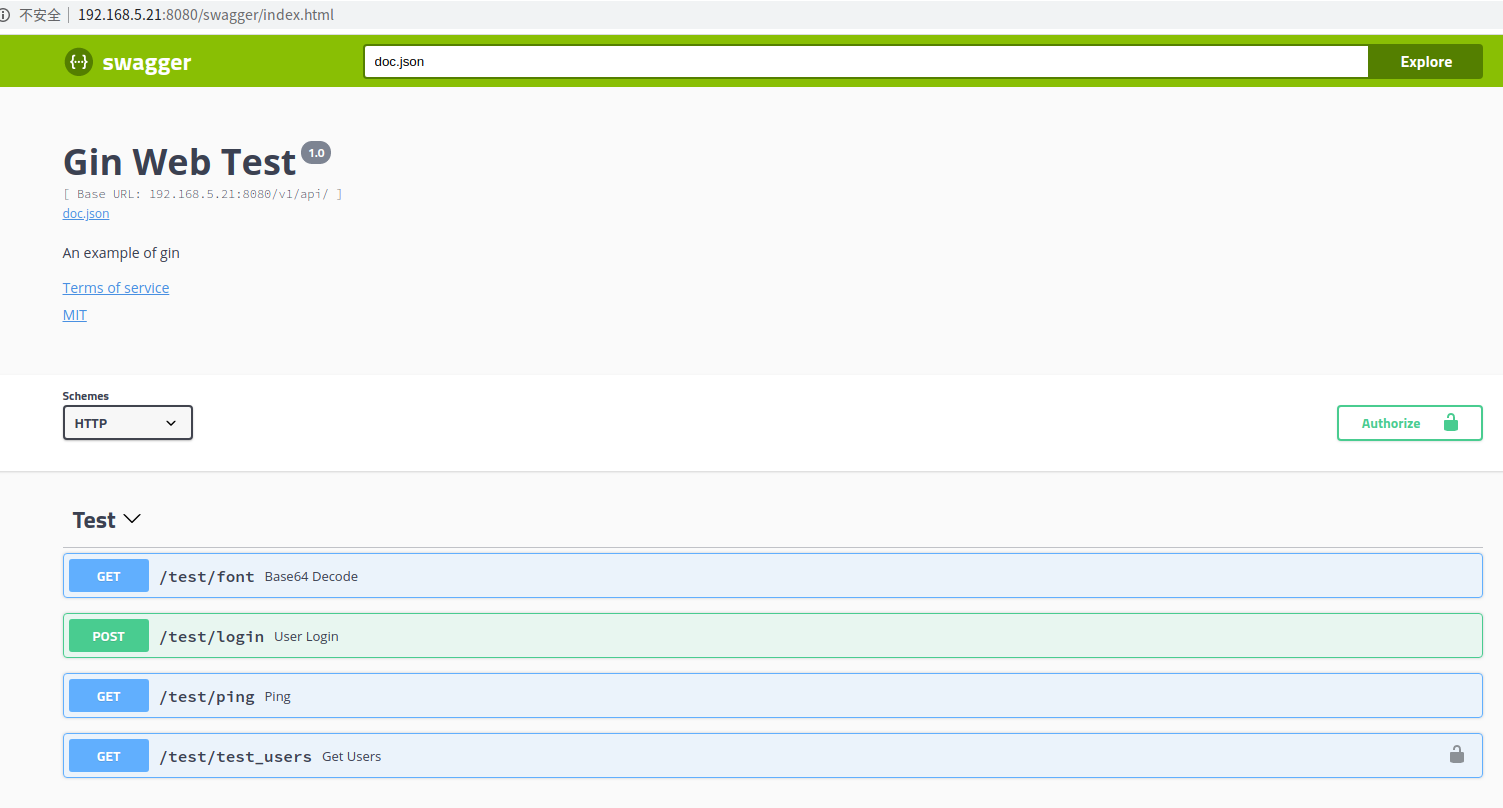 不安全 192.168.5.21:8080/swagger/index.html
{··} swagger doc.json Explore
Gin Web Test 1.0
[ Base URL: 192.168.5.21:8080/v1/api/ ]
doc.json
An example of gin
Terms of service
MIT
Schemes
HTTP Authorize
Test
GET /test/font Base64 Decode
POST /test/login User Login
GET /test/ping Ping
GET /test/test_users Get Users